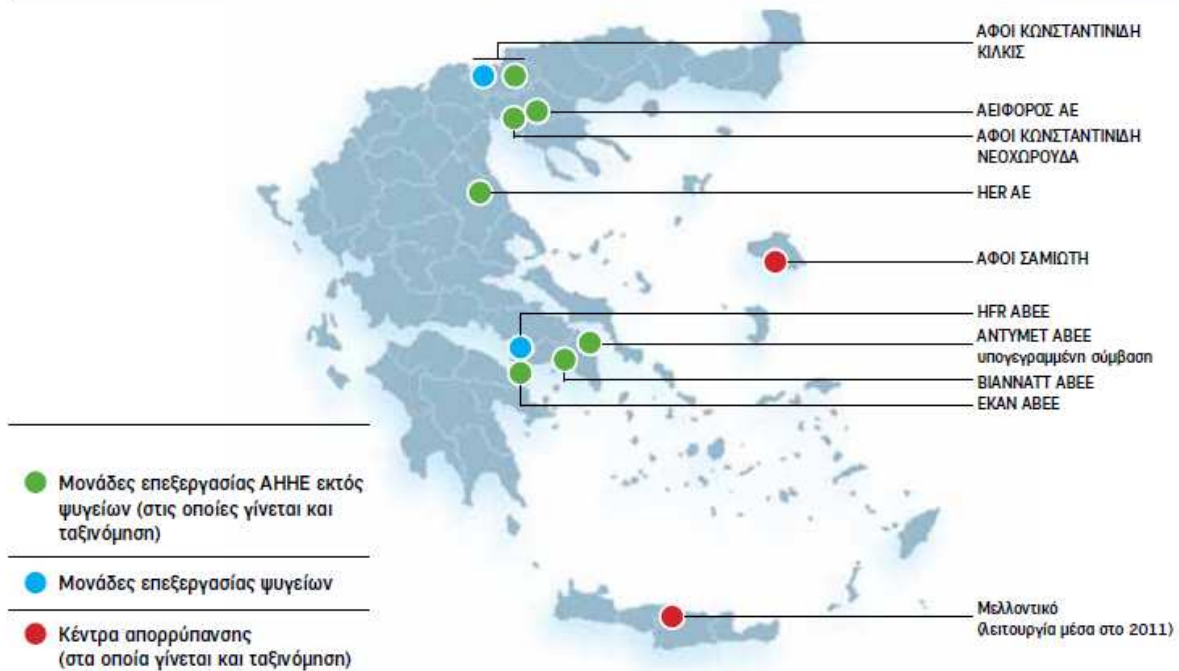 ΑΦΟΙ ΚΩΝΣΤΑΝΤΙΝΙΔΗ
ΚΙΛΚΙΣ
ΑΕΙΦΟΡΟΣ ΑΕ
ΑΦΟΙ ΚΩΝΣΤΑΝΤΙΝΙΔΗ
ΝΕΟΧΩΡΟΥΔΑ
HER AE
ΑΦΟΙ ΣΑΜΙΩΤΗ
HFR ΑΒΕΕ
ΑΝΤΥΜΕΤ ΑΒΕΕ
υπογεγραμμένη σύμβαση
ΒΙΑΝΝΑΤΤ ΑΒΕΕ
ΕΚΑΝ ΑΒΕΕ
Μονάδες επεξεργασίας ΑΗΗΕ εκτός
ψυγείων (στις οποίες γίνεται και
ταξινόμηση)
Μονάδες επεξεργασίας ψυγείων
Κέντρα απορρύπανσης
(στα οποία γίνεται και ταξινόμηση)
Μελλοντικό
(λειτουργία μέσα στο 2011)